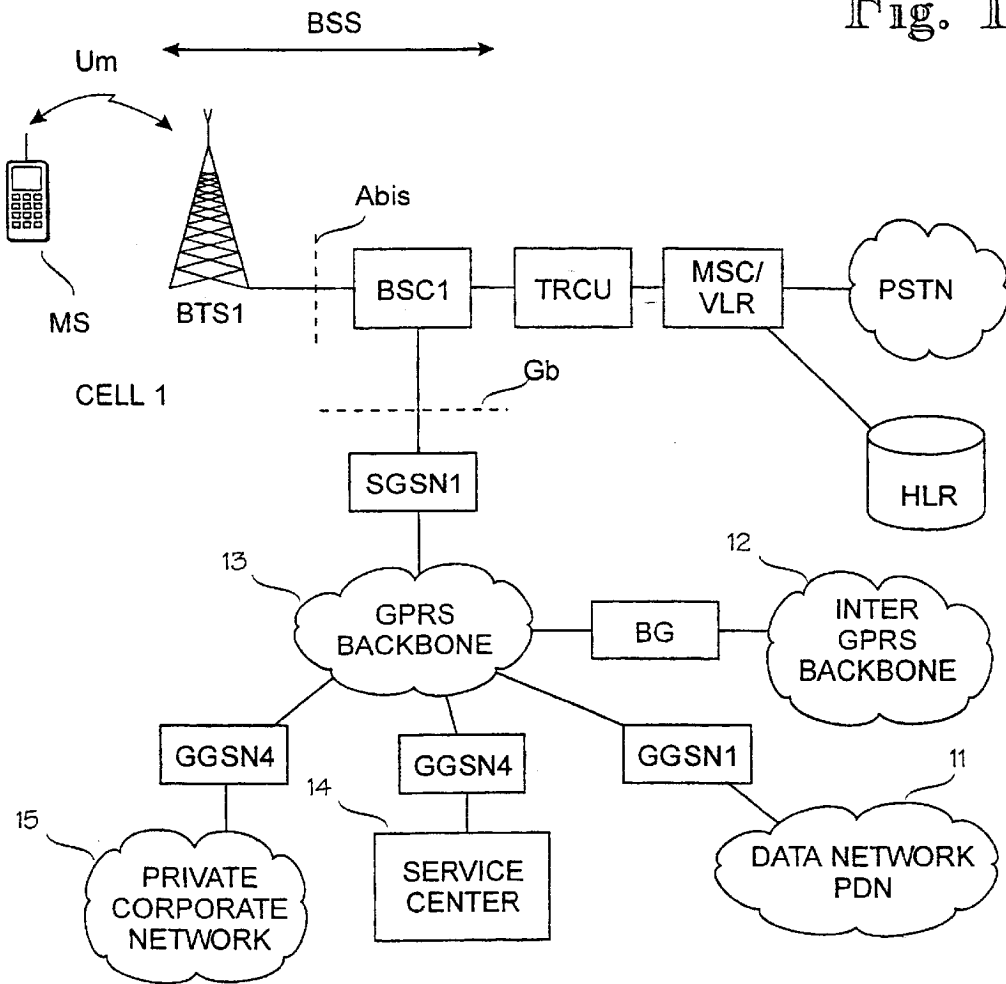 Fig. 1
BSS
Um
Abis
MS
BTS1
BSC1
TRCU
MSC/
VLR
PSTN
CELL 1
Gb
SGSN1
HLR
13
GPRS
BACKBONE
BG
12
INTER
GPRS
BACKBONE
GGSN4
GGSN4
GGSN1
15
PRIVATE
CORPORATE
NETWORK
14
SERVICE
CENTER
11
DATA NETWORK
PDN